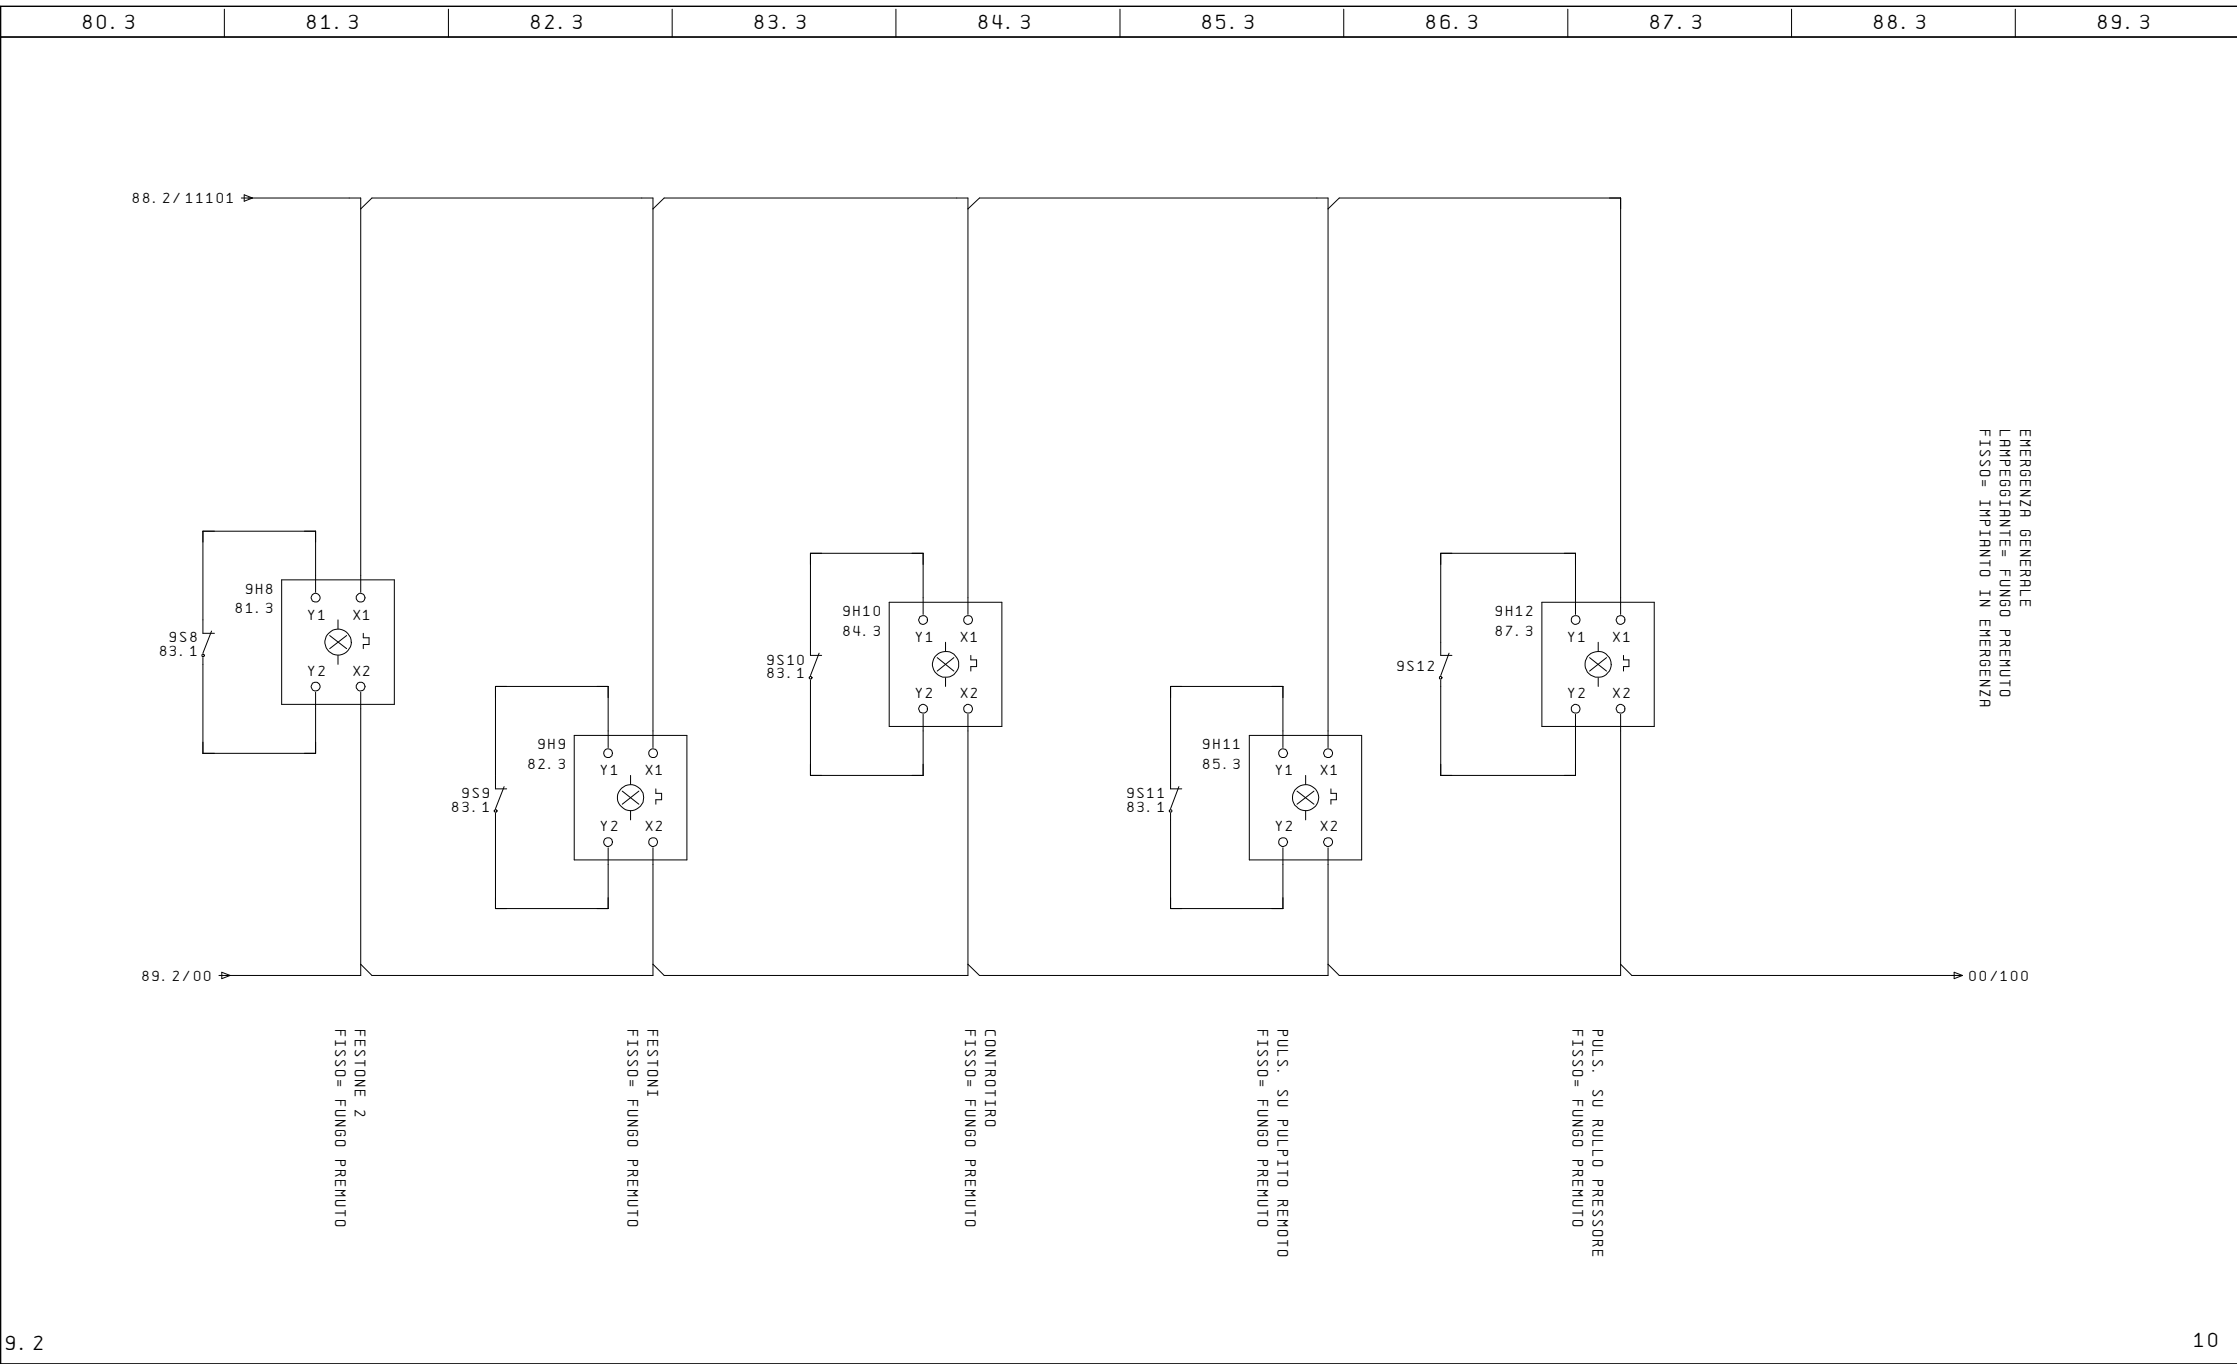 80.3 81.3 82.3 83.3 84.3 85.3 86.3 87.3 88.3 89.3
88.2/11101
EMERGENZA GENERALE
LAMPEGGIANTE= FUNGO PREMUTO
FISSO= IMPIANTO IN EMERGENZA
9H8
81.3
Y1 X1
Y2 X2
9S8
83.1
9H9
82.3
Y1 X1
Y2 X2
9S9
83.1
9H10
84.3
Y1 X1
Y2 X2
9S10
83.1
9H11
85.3
Y1 X1
Y2 X2
9S11
83.1
9H12
87.3
Y1 X1
Y2 X2
9S12
89.2/00
00/100
FESTONE 2
FISSO= FUNGO PREMUTO
FESTONI
FISSO= FUNGO PREMUTO
CONTROTIRO
FISSO= FUNGO PREMUTO
PULS. SU PULPITO REMOTO
FISSO= FUNGO PREMUTO
PULS. SU RULLO PRESSORE
FISSO= FUNGO PREMUTO
9.2
10